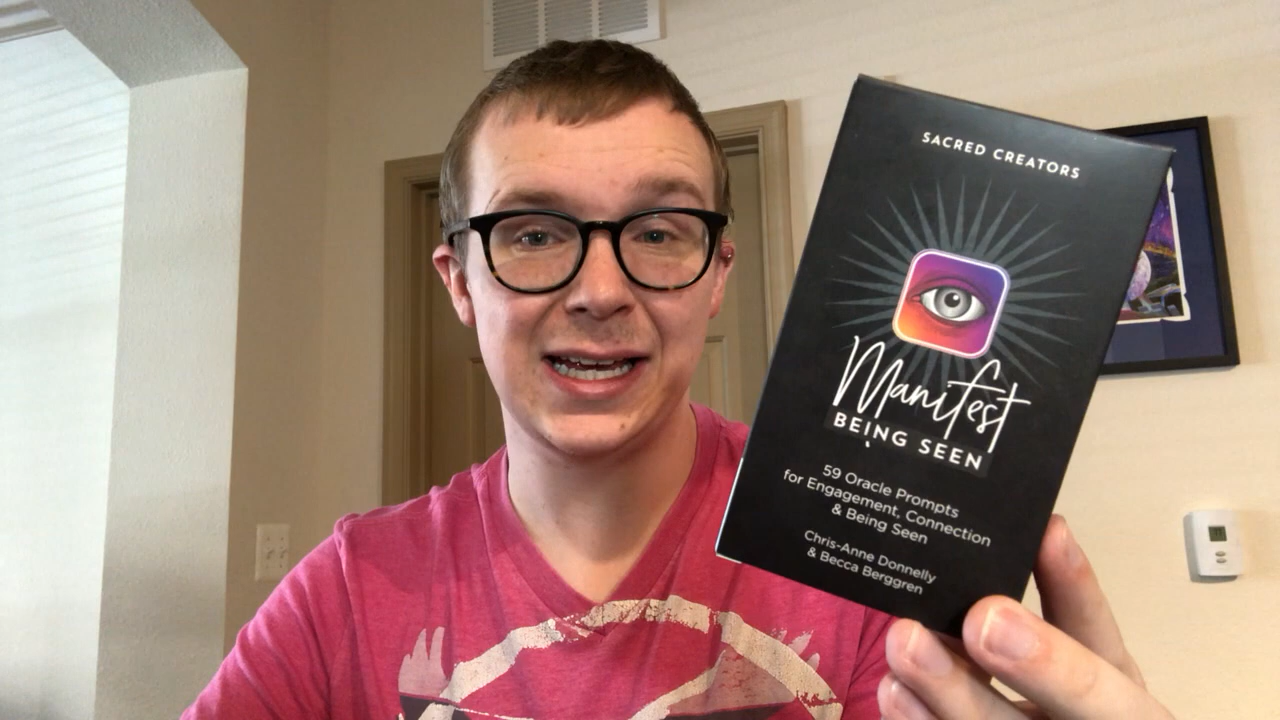 SACRED CREATORS
Manifest
BEING SEEN
59 Oracle Prompts
for Engagement, Connection
& Being Seen
Chris-Anne Donnelly
& Becca Berggren